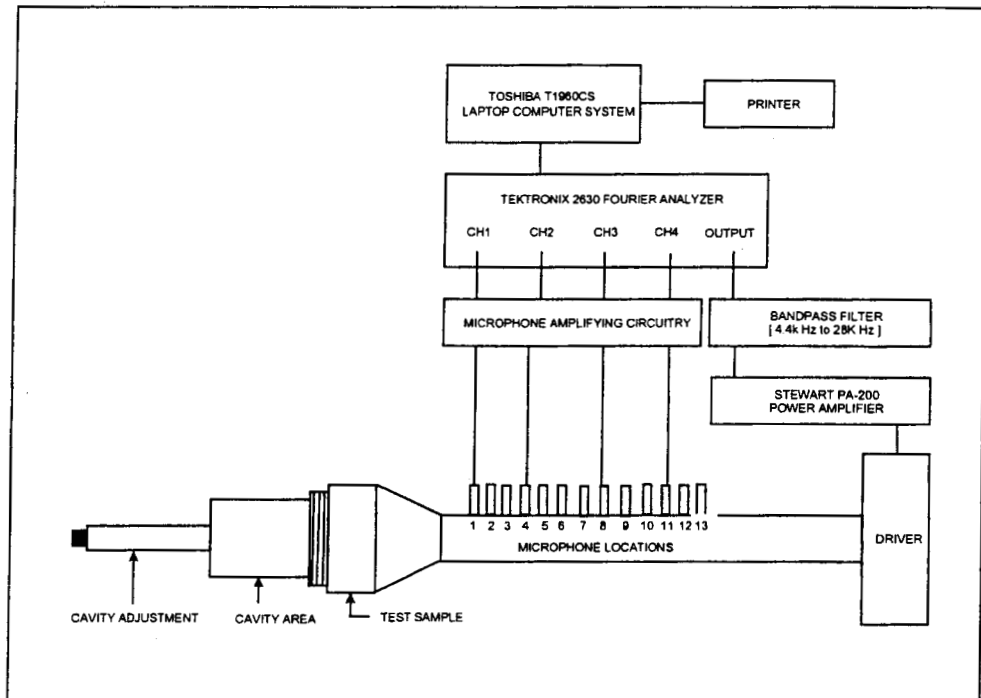 TOSHIBA T1960CS
LAPTOP COMPUTER SYSTEM
PRINTER
TEKTRONIX 2630 FOURIER ANALYZER
CH1 CH2 CH3 CH4 OUTPUT
MICROPHONE AMPLIFYING CIRCUITRY
BANDPASS FILTER
[ 4.4k Hz to 28K Hz ]
STEWART PA-200
POWER AMPLIFIER
1 2 3 4 5 6 7 8 9 10 11 12 13
MICROPHONE LOCATIONS
DRIVER
CAVITY ADJUSTMENT
CAVITY AREA
TEST SAMPLE